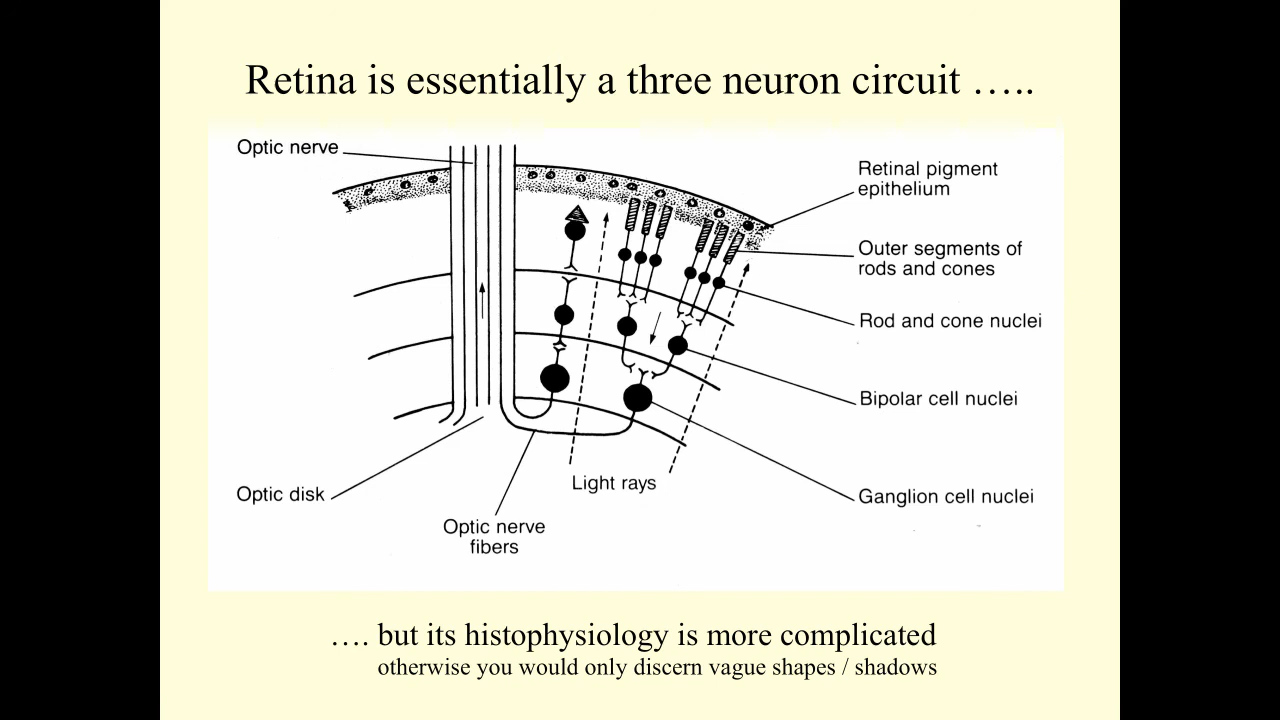 Retina is essentially a three neuron circuit …..
Optic nerve
Retinal pigment
epithelium
Outer segments of
rods and cones
Rod and cone nuclei
Bipolar cell nuclei
Light rays
Optic disk
Ganglion cell nuclei
Optic nerve
fibers
…. but its histophysiology is more complicated
otherwise you would only discern vague shapes / shadows